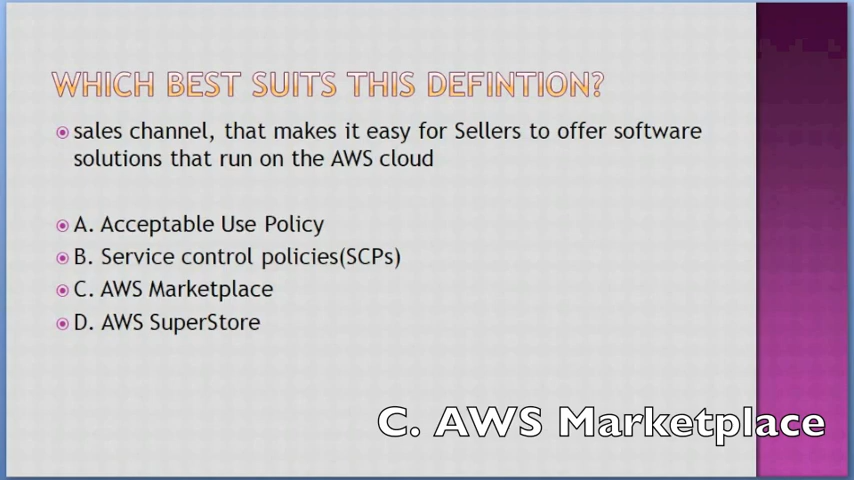 WHICH BEST SUITS THIS DEFINTION?
sales channel, that makes it easy for Sellers to offer software
solutions that run on the AWS cloud
A. Acceptable Use Policy
B. Service control policies(SCPs)
C. AWS Marketplace
D. AWS SuperStore
C. AWS Marketplace